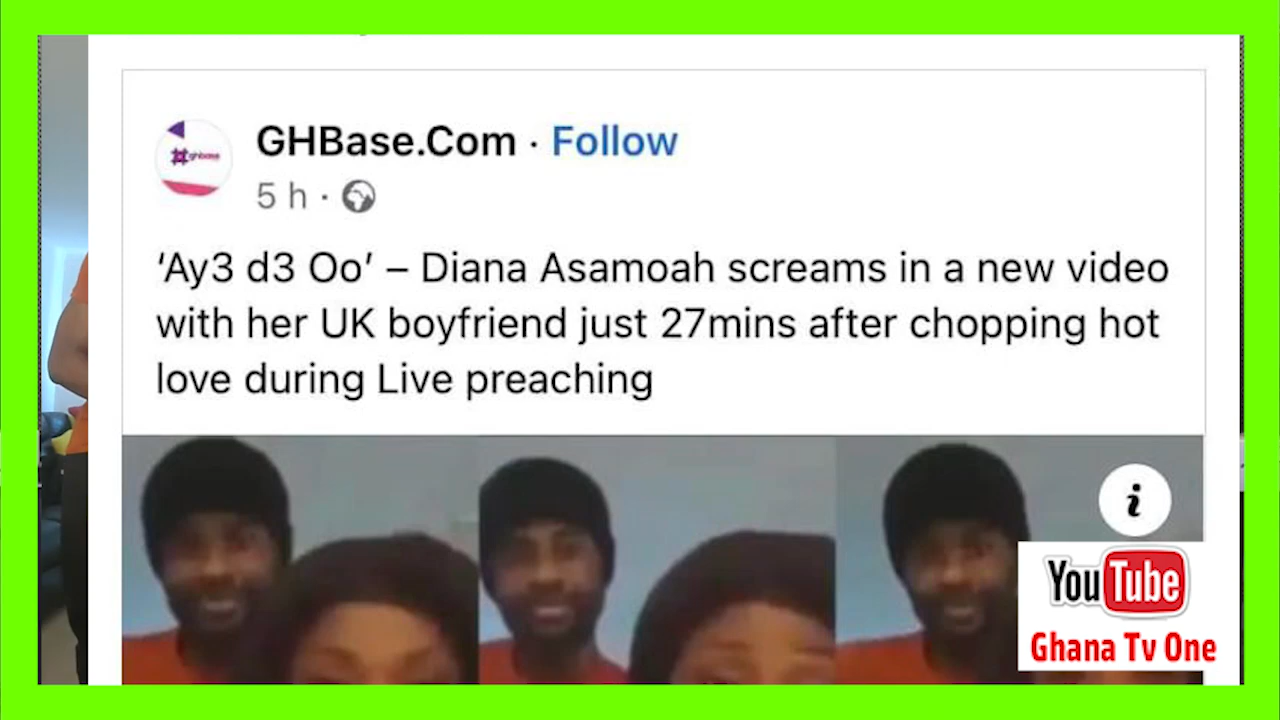 GHBase.Com · Follow
5 h ·
ghbase
‘Ay3 d3 Oo’ – Diana Asamoah screams in a new video
with her UK boyfriend just 27mins after chopping hot
love during Live preaching
i
YouTube
Ghana Tv One